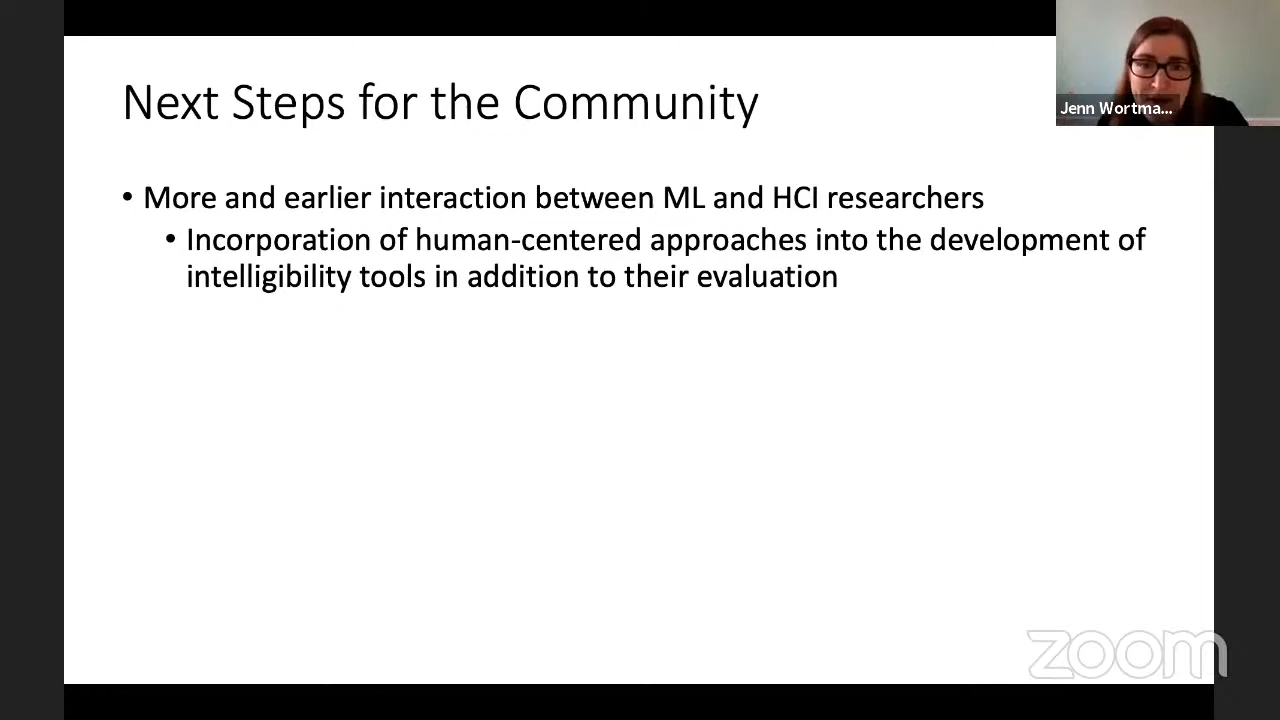 Next Steps for the Community
Jenn Wortma...
• More and earlier interaction between ML and HCI researchers
• Incorporation of human-centered approaches into the development of
intelligibility tools in addition to their evaluation
zoom